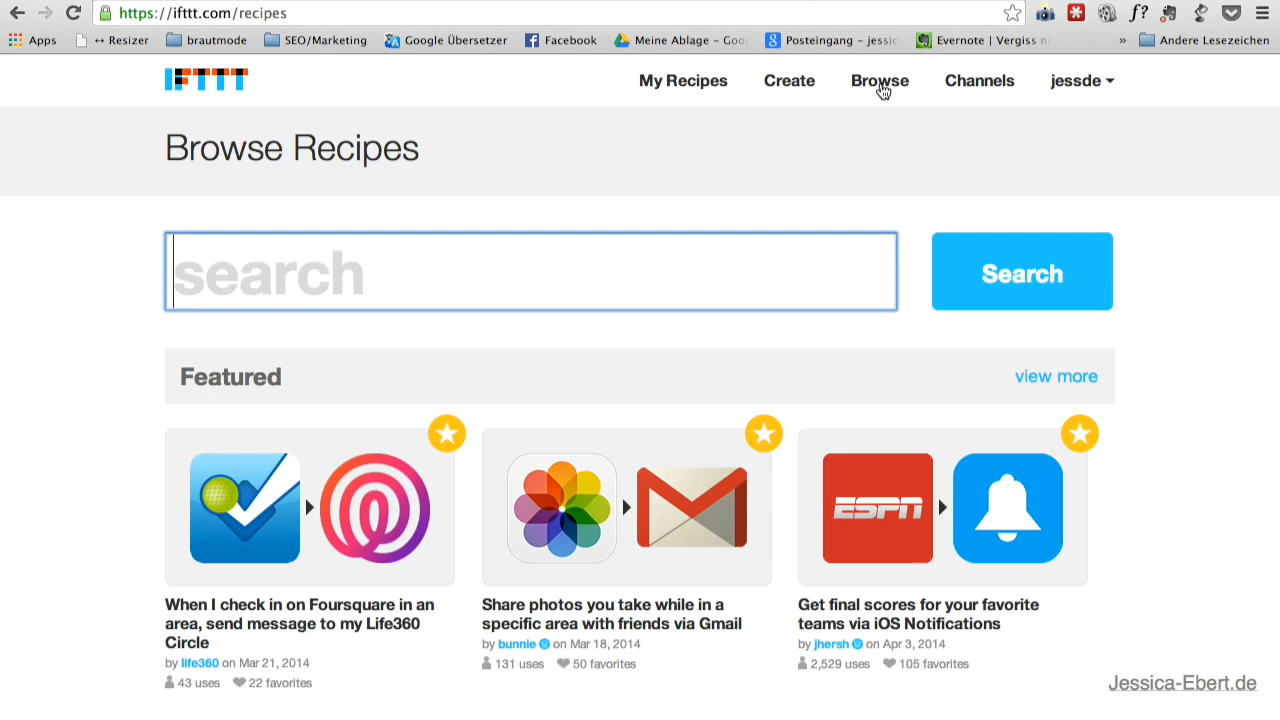 https://ifttt.com/recipes
f?
Apps
↔ Resizer
brautmode
SEO/Marketing
Google Übersetzer
Facebook
Meine Ablage – Goo
Posteingang – jessic
Evernote | Vergiss n
»
Andere Lesezeichen
IFTTT
My Recipes
Create
Browse
Channels
jessde
Browse Recipes
search
Search
Featured
view more
ESPN
When I check in on Foursquare in an
area, send message to my Life360
Circle
by life360 on Mar 21, 2014
43 uses 22 favorites
Share photos you take while in a
specific area with friends via Gmail
by bunnie on Mar 18, 2014
131 uses 50 favorites
Get final scores for your favorite
teams via iOS Notifications
by jhersh on Apr 3, 2014
2,529 uses 105 favorites
Jessica-Ebert.de